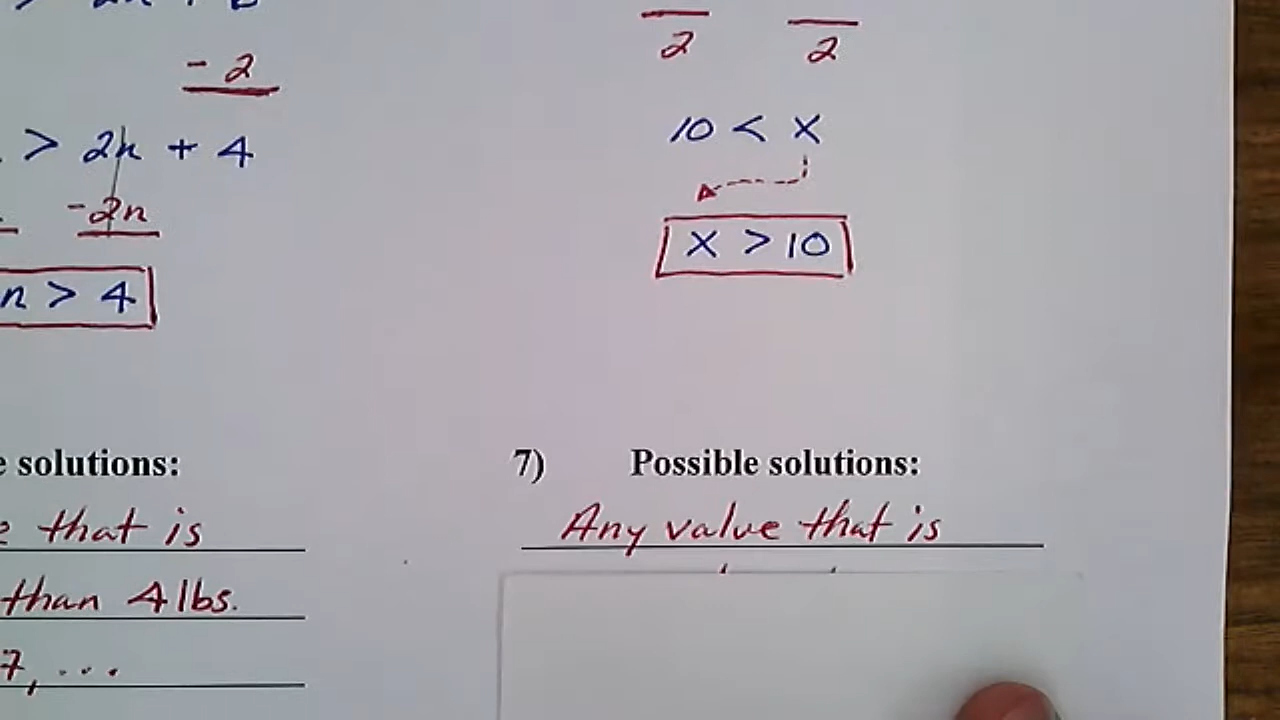 - 2
> 2n + 4
-2n
n > 4
2 2
10 < x
x > 10
e solutions:
that is
than 4 lbs.
7, ...
7) Possible solutions:
Any value that is